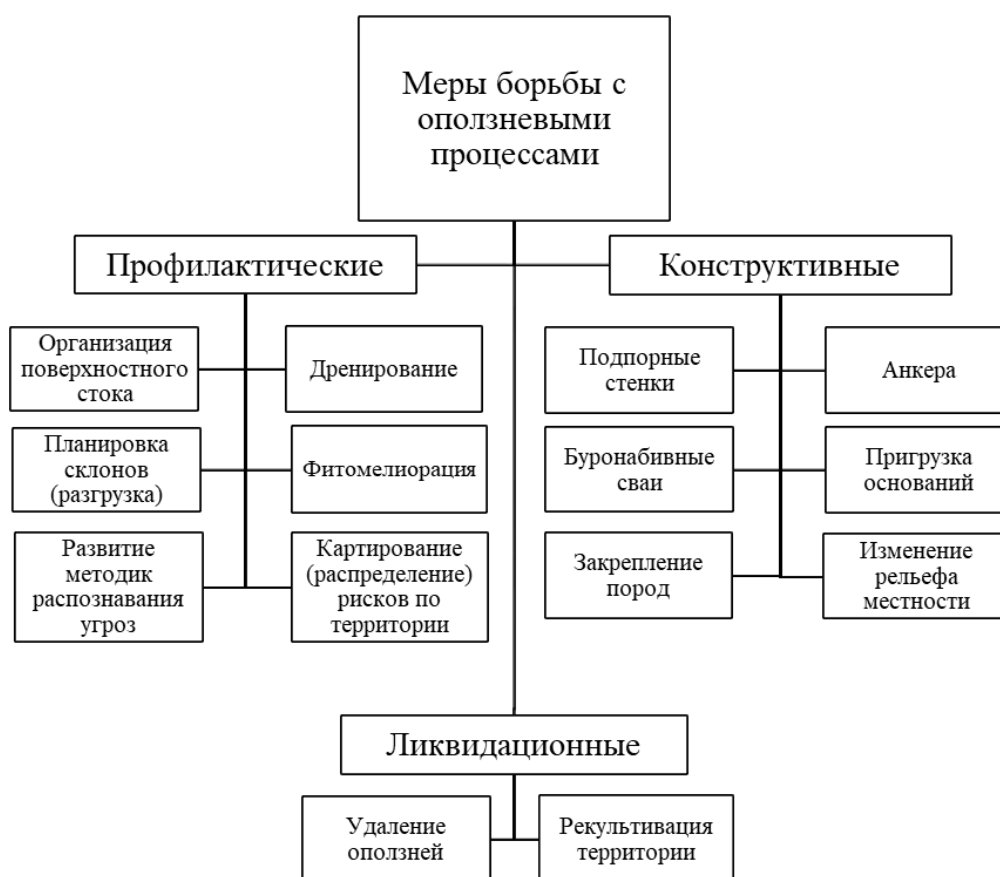 Меры борьбы с
оползневыми
процессами
Профилактические
Конструктивные
Организация
поверхностного
стока
Дренирование
Подпорные
стенки
Анкера
Планировка
склонов
(разгрузка)
Фитомелиорация
Буронабивные
сваи
Пригрузка
оснований
Развитие
методик
распознавания
угроз
Картирование
(распределение)
рисков по
территории
Закрепление
пород
Изменение
рельефа
местности
Ликвидационные
Удаление
оползней
Рекультивация
территории